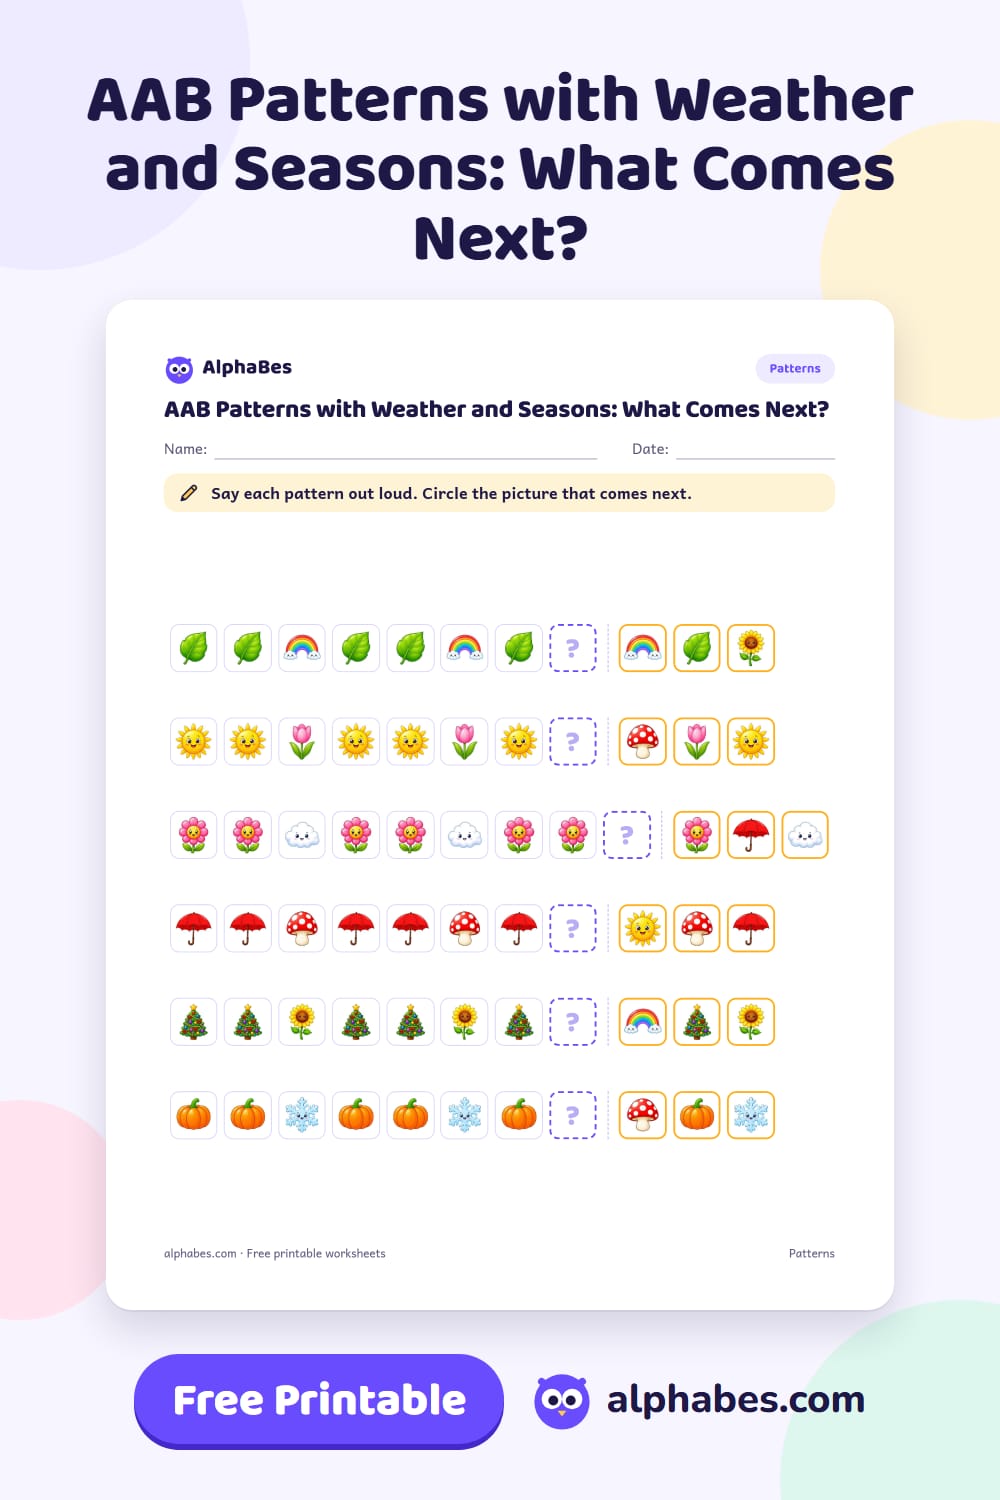 AAB Patterns with Weather
and Seasons: What Comes
Next?
AlphaBes
Patterns
AAB Patterns with Weather and Seasons: What Comes Next?
Name:
Date:
Say each pattern out loud. Circle the picture that comes next.
?
?
?
?
?
?
alphabes.com · Free printable worksheets
Patterns
Free Printable
alphabes.com